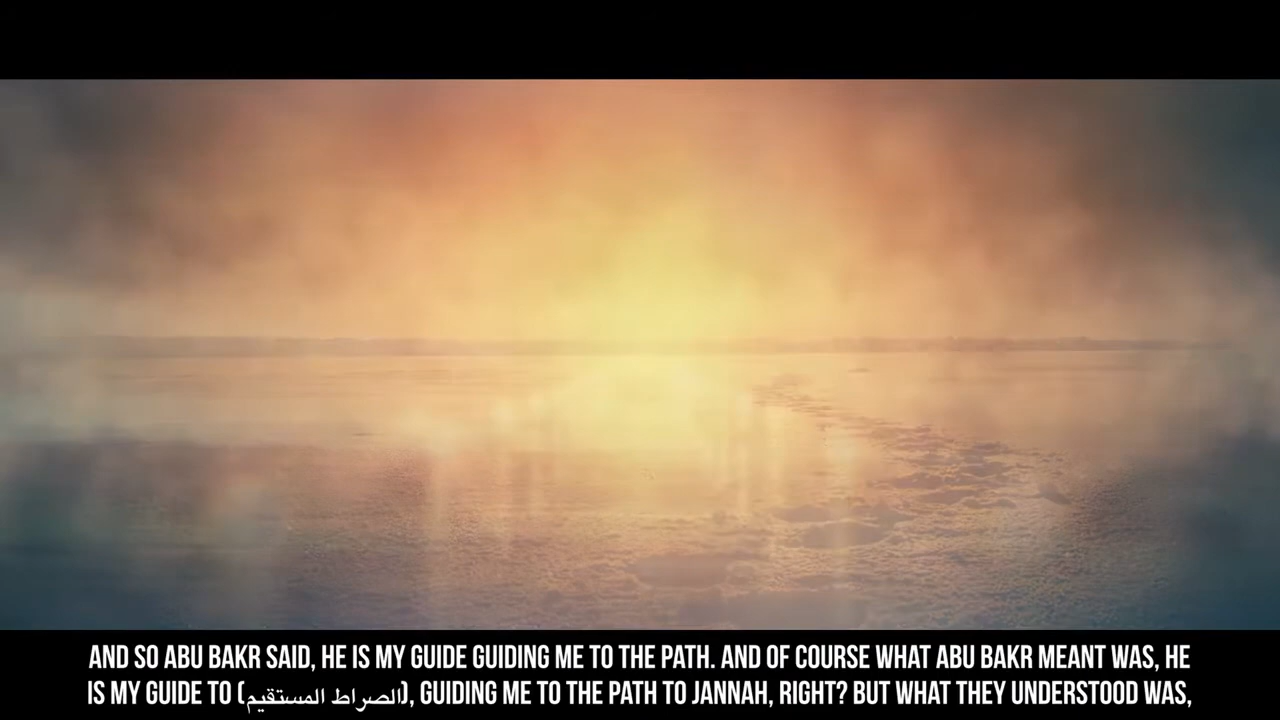 AND SO ABU BAKR SAID, HE IS MY GUIDE GUIDING ME TO THE PATH. AND OF COURSE WHAT ABU BAKR MEANT WAS, HE
IS MY GUIDE TO (الصراط المستقيم), GUIDING ME TO THE PATH TO JANNAH, RIGHT? BUT WHAT THEY UNDERSTOOD WAS,